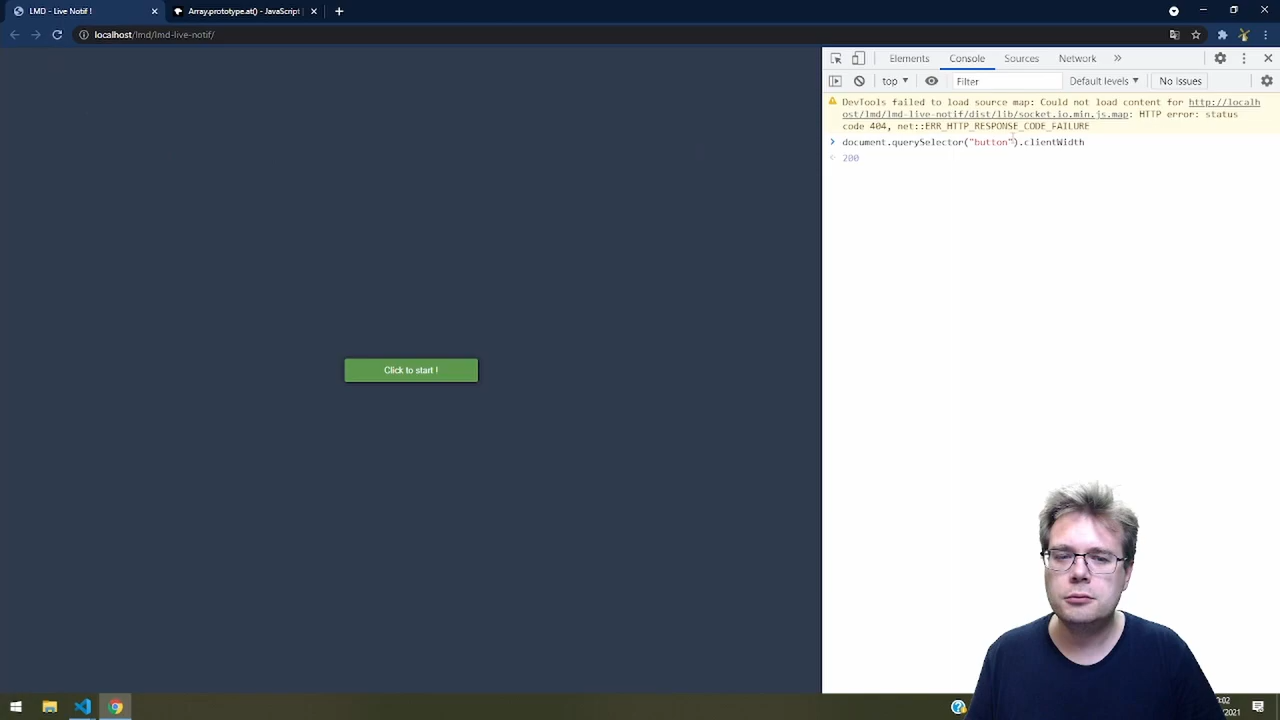 LMD - Live Notif !
Array.prototype.at() - JavaScript |
localhost/lmd/lmd-live-notif/
Elements
Console
Sources
Network
top
Filter
Default levels
No Issues
DevTools failed to load source map: Could not load content for http://localh
ost/lmd/lmd-live-notif/dist/lib/socket.io.min.js.map: HTTP error: status
code 404, net::ERR_HTTP_RESPONSE_CODE_FAILURE
document.querySelector("button").clientWidth
200
Click to start !
:02
/2021